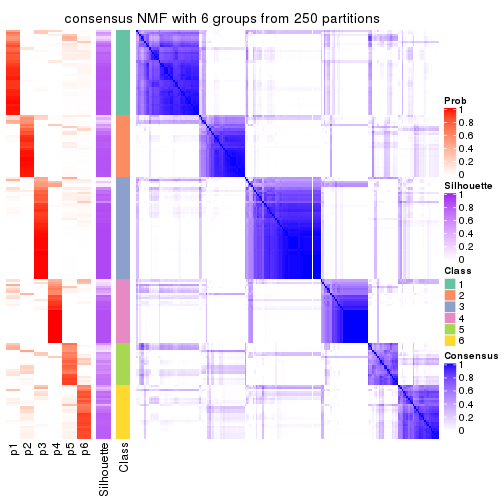 consensus NMF with 6 groups from 250 partitions
Prob
1
0.8
0.6
0.4
0.2
0
Silhouette
1
0.8
0.6
0.4
0.2
0
Class
1
2
3
4
5
6
Consensus
1
0.8
0.6
0.4
0.2
0
p1
p2
p3
p4
p5
p6
Silhouette
Class